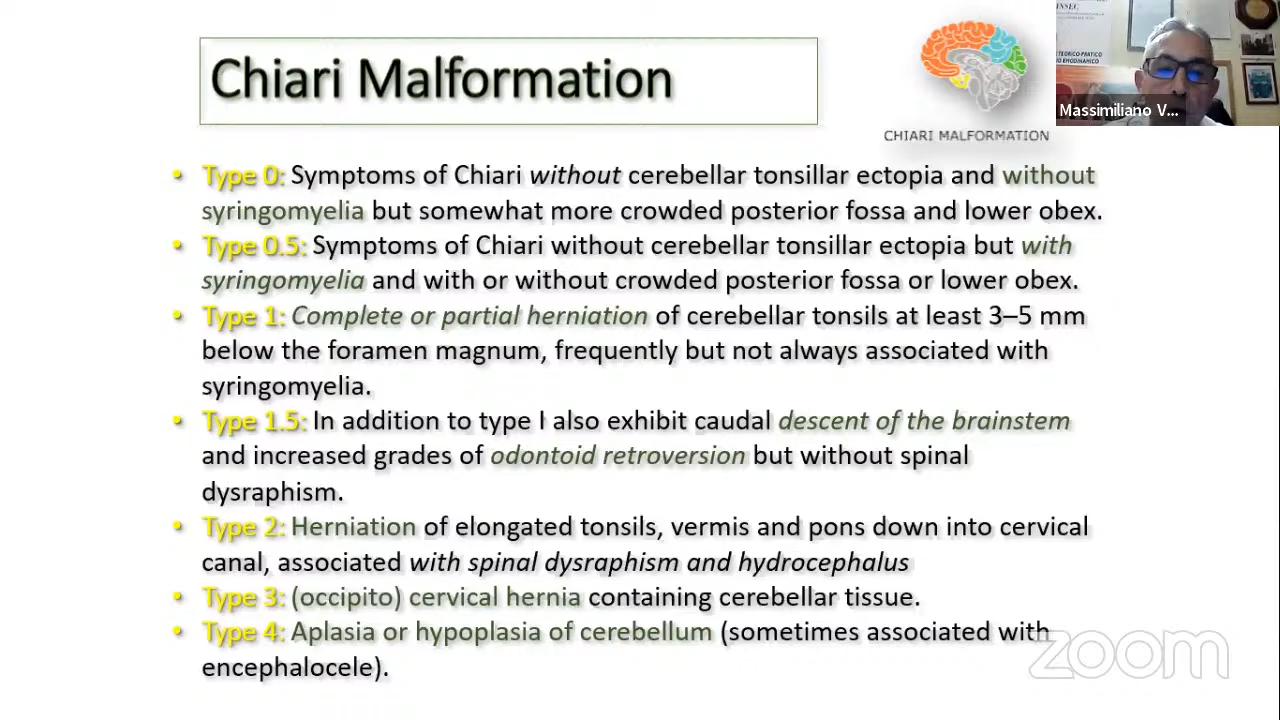 Chiari Malformation
CHIARI MALFORMATION
INSEC
TEORICO-PRATICO
IO EMODINAMICO
Massimiliano V...
• Type 0: Symptoms of Chiari without cerebellar tonsillar ectopia and without
syringomyelia but somewhat more crowded posterior fossa and lower obex.
• Type 0.5: Symptoms of Chiari without cerebellar tonsillar ectopia but with
syringomyelia and with or without crowded posterior fossa or lower obex.
• Type 1: Complete or partial herniation of cerebellar tonsils at least 3–5 mm
below the foramen magnum, frequently but not always associated with
syringomyelia.
• Type 1.5: In addition to type I also exhibit caudal descent of the brainstem
and increased grades of odontoid retroversion but without spinal
dysraphism.
• Type 2: Herniation of elongated tonsils, vermis and pons down into cervical
canal, associated with spinal dysraphism and hydrocephalus
• Type 3: (occipito) cervical hernia containing cerebellar tissue.
• Type 4: Aplasia or hypoplasia of cerebellum (sometimes associated with
encephalocele).
zoom